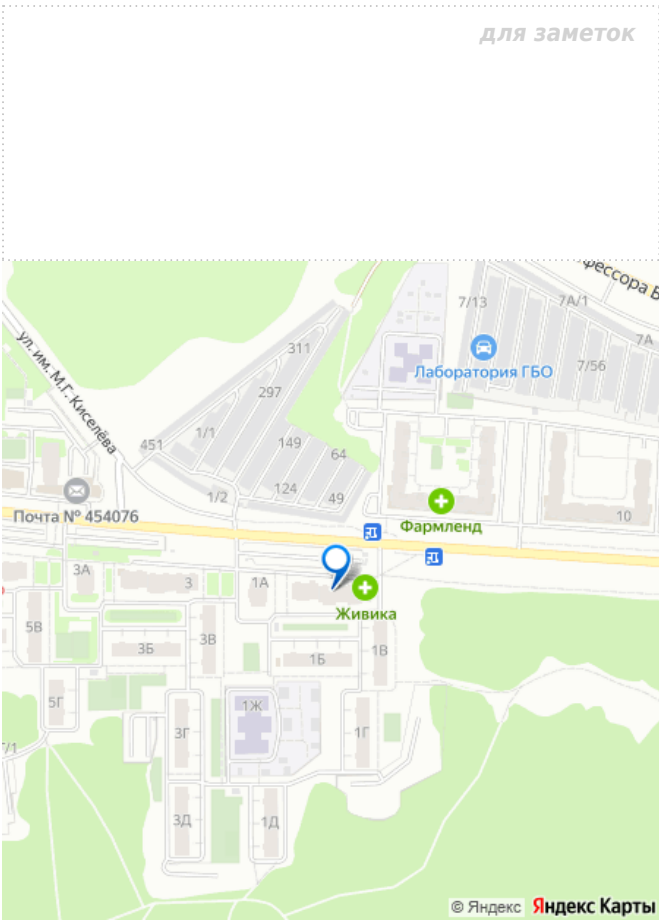 для заметок
фессора Б
7/13
7А/1
7А
311
ул. им. М.Г. Киселёва
Лаборатория ГБО
7/56
297
1/1
451
149
64
124
49
1/2
Почта № 454076
Фармленд
10
3А
3
1А
Живика
5В
3В
3Б
1Б
1В
5Г
1Ж
3Г
1Г
Г/1
3Д
1Д
© Яндекс Яндекс Карты